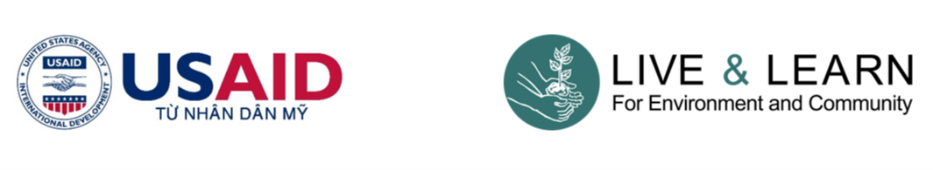 UNITED STATES AGENCY
USAID
INTERNATIONAL DEVELOPMENT
USAID
TỪ NHÂN DÂN MỸ
LIVE & LEARN
For Environment and Community